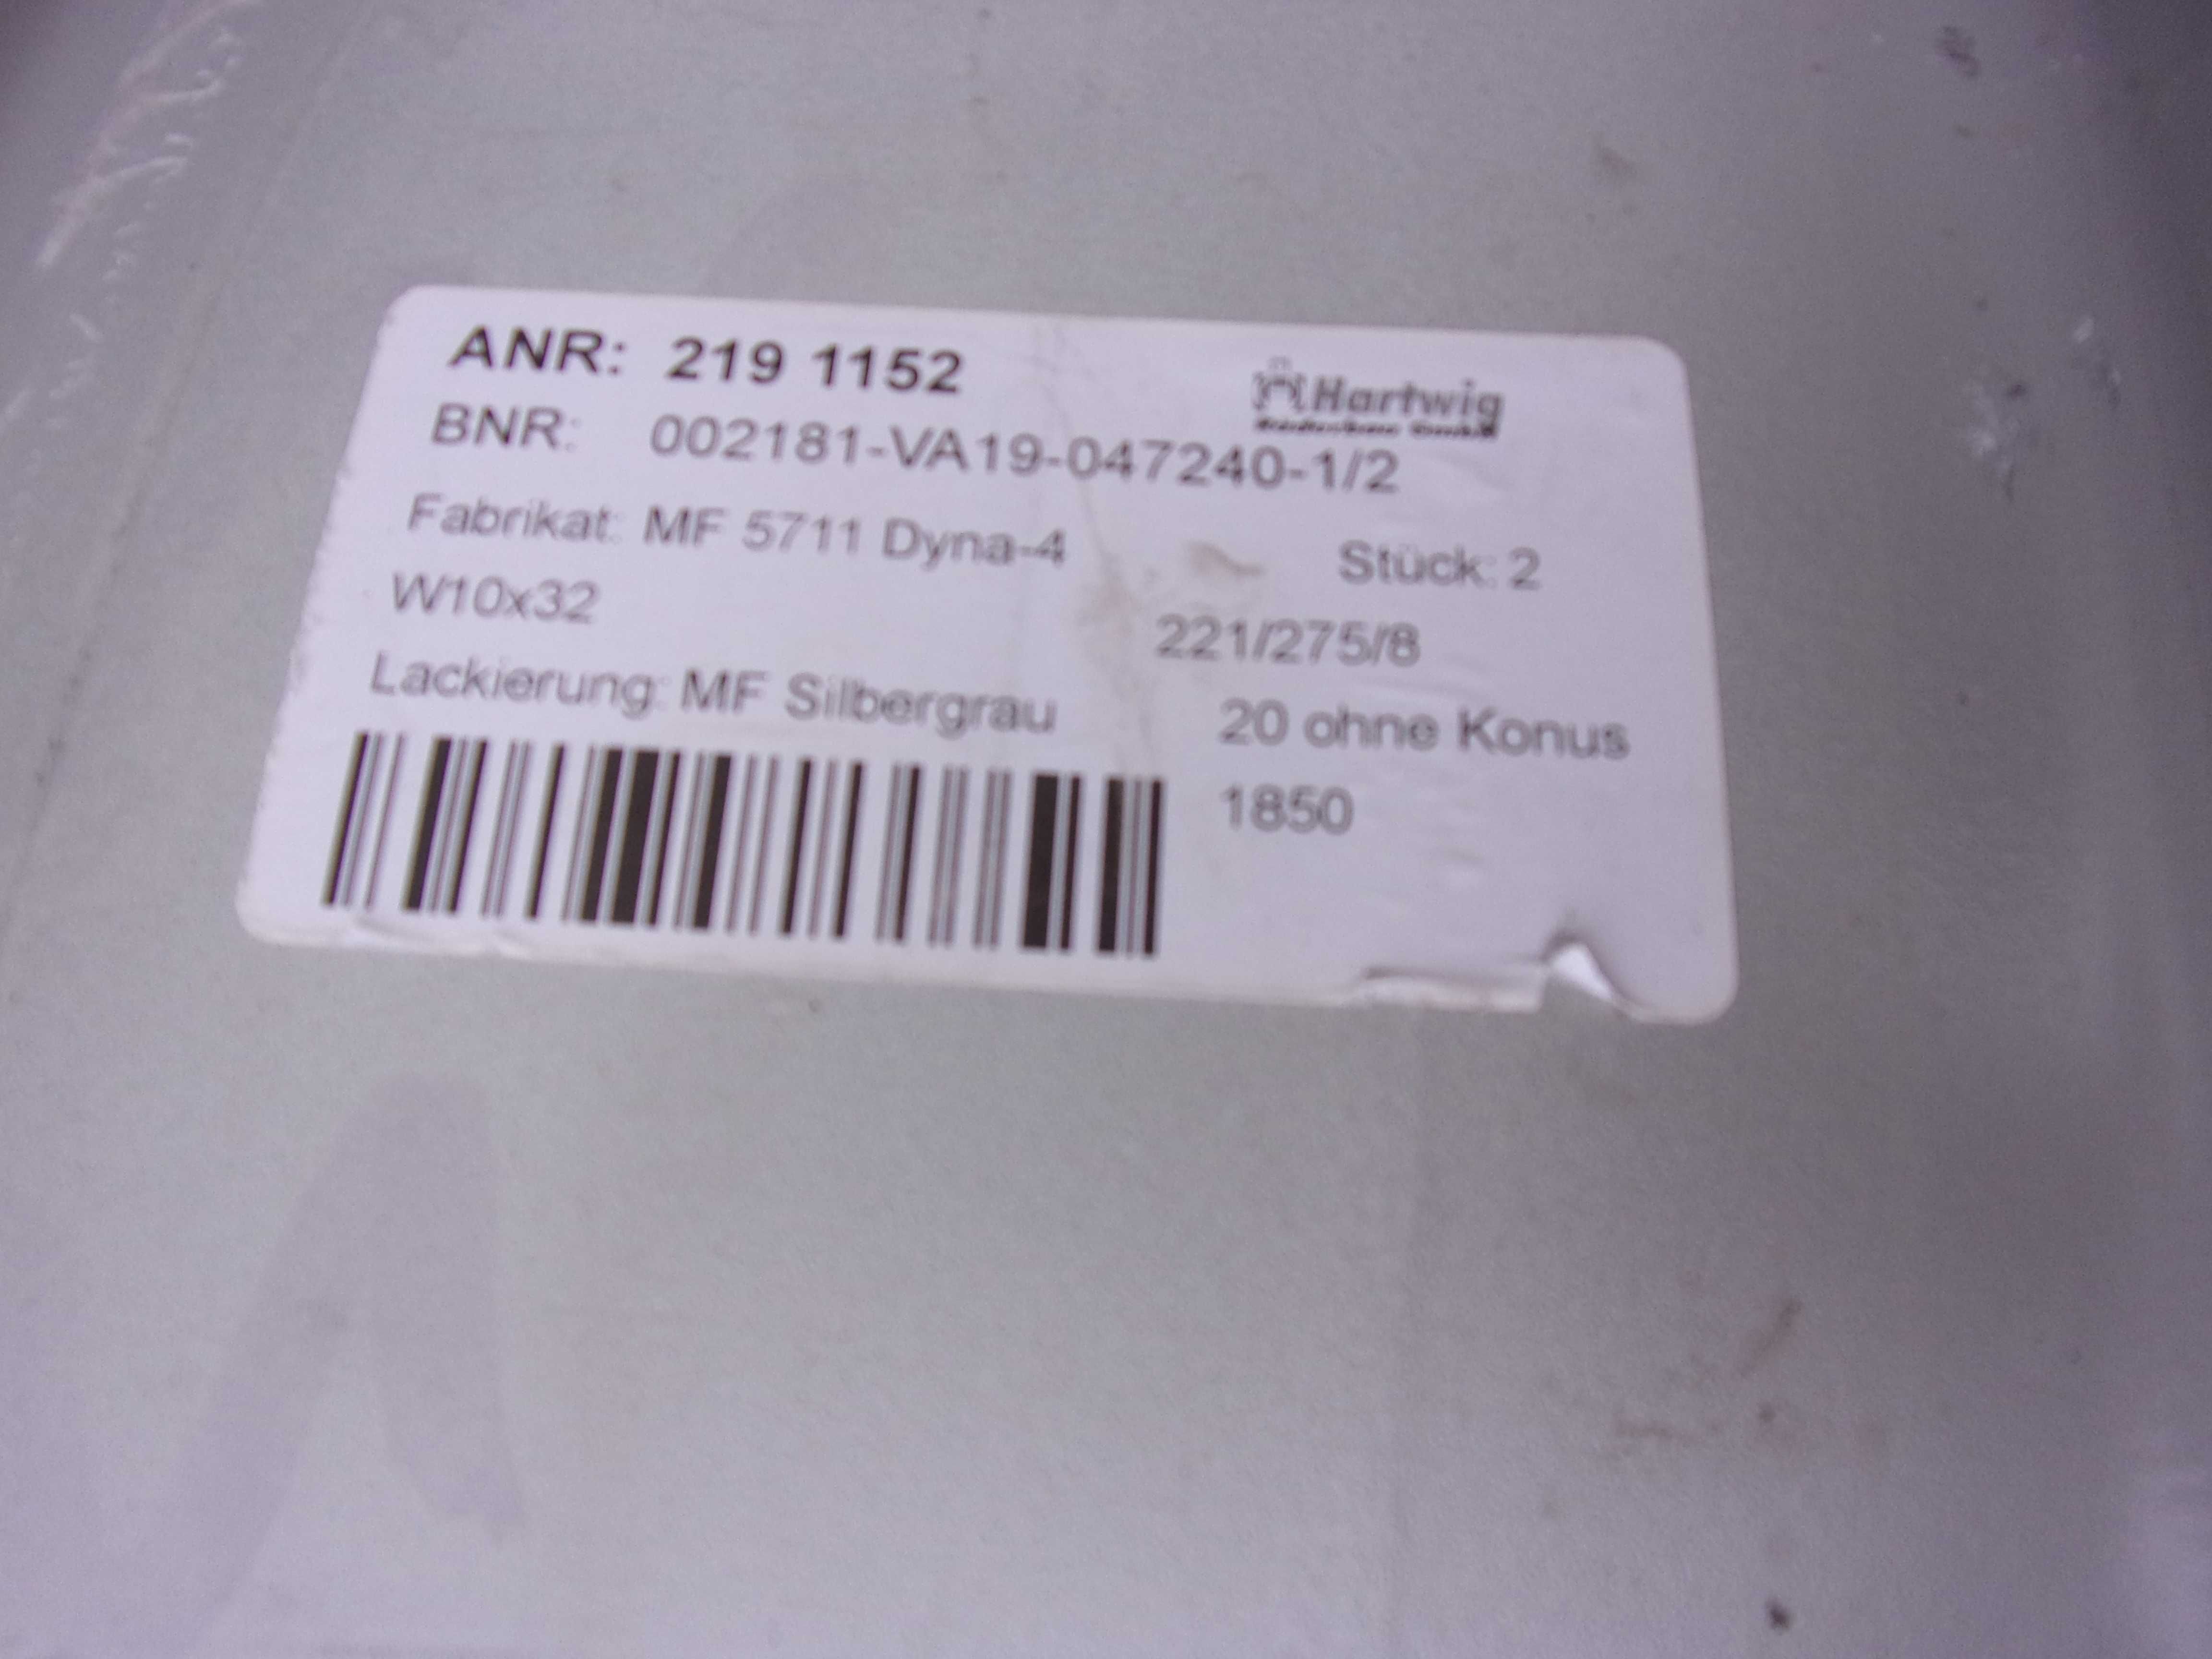 ANR: 219 1152
Hartwig
BNR: 002181-VA19-047240-1/2
Fabrikat: MF 5711 Dyna-4
Stück: 2
W10x32
221/275/8
Lackierung: MF Silbergrau
20 ohne Konus
1850